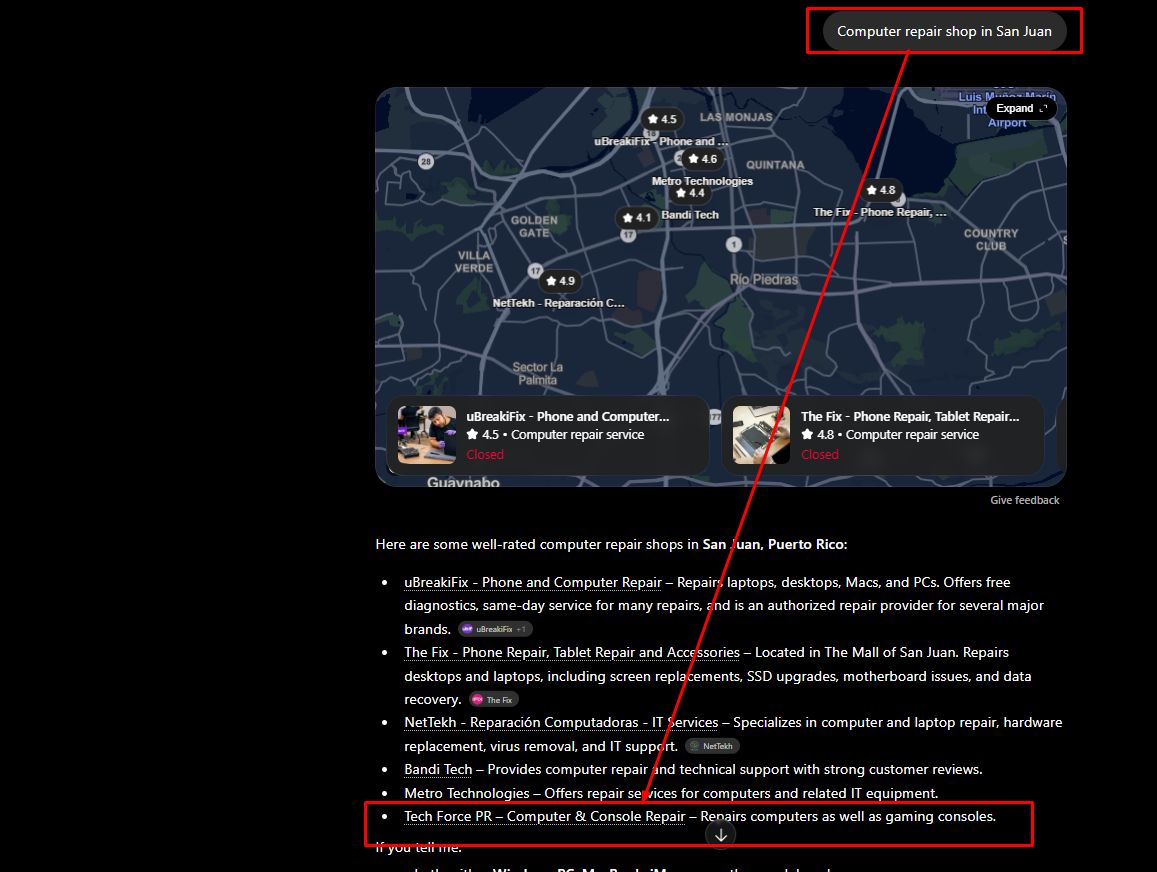 Computer repair shop in San Juan
Luis Muñoz Marín
Expand
Airport
4.5
LAS MONJAS
18
uBreakiFix - Phone and ...
28
4.6
QUINTANA
Metro Technologies
4.8
4.4
4.1
Bandi Tech
The Fix - Phone Repair, ...
GOLDEN
GATE
17
1
COUNTRY
CLUB
VILLA
VERDE
17
4.9
Río Piedras
NetTekh - Reparación C...
Sector La
Palmita
uBreakiFix - Phone and Computer...
4.5 • Computer repair service
Closed
The Fix - Phone Repair, Tablet Repair...
4.8 • Computer repair service
Closed
Guaynabo
Give feedback
Here are some well-rated computer repair shops in San Juan, Puerto Rico:
• uBreakiFix - Phone and Computer Repair – Repairs laptops, desktops, Macs, and PCs. Offers free
diagnostics, same-day service for many repairs, and is an authorized repair provider for several major
brands. uBreakiFix +1
• The Fix - Phone Repair, Tablet Repair and Accessories – Located in The Mall of San Juan. Repairs
desktops and laptops, including screen replacements, SSD upgrades, motherboard issues, and data
recovery. The Fix
• NetTekh - Reparación Computadoras - IT Services – Specializes in computer and laptop repair, hardware
replacement, virus removal, and IT support. NetTekh
• Bandi Tech – Provides computer repair and technical support with strong customer reviews.
• Metro Technologies – Offers repair services for computers and related IT equipment.
• Tech Force PR – Computer & Console Repair – Repairs computers as well as gaming consoles.
If you tell me: